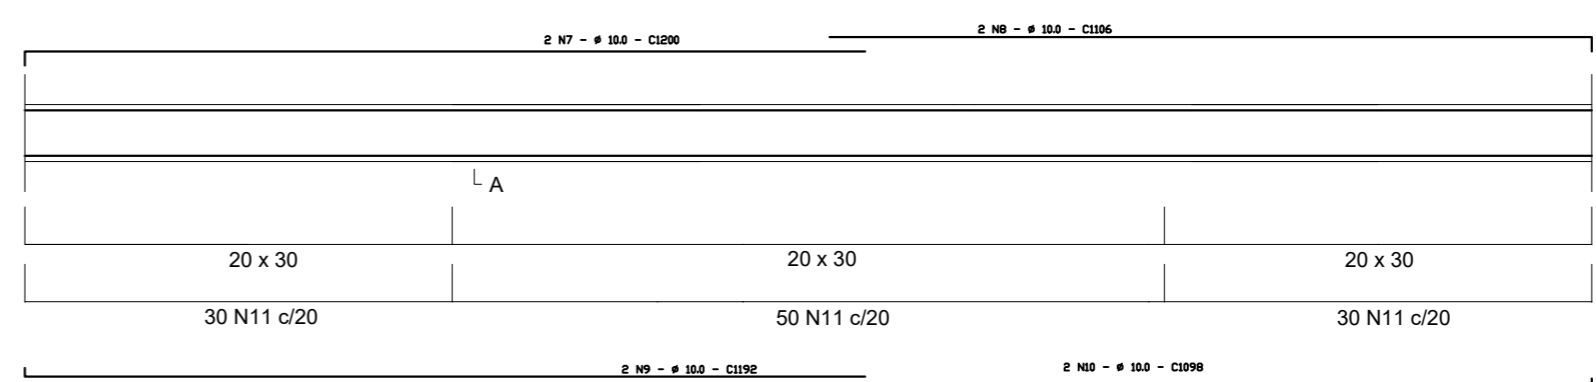 2 N7 - ø 10.0 - C1200
2 N8 - ø 10.0 - C1106
A
20 x 30 20 x 30 20 x 30
30 N11 c/20 50 N11 c/20 30 N11 c/20
2 N9 - ø 10.0 - C1192
2 N10 - ø 10.0 - C1098